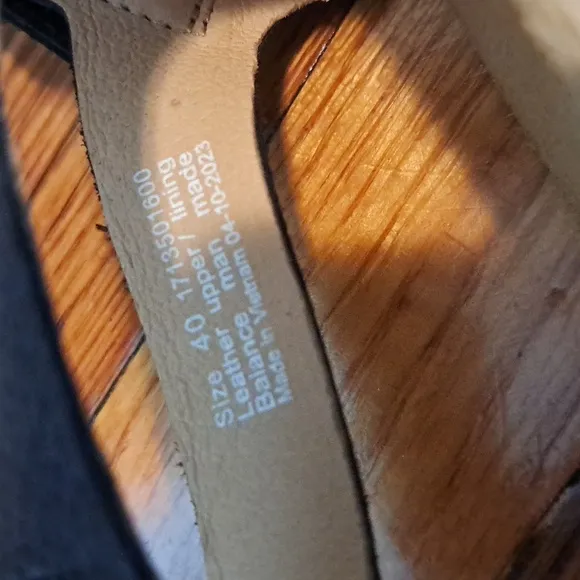 Size 40 1713501600
Leather upper / lining
Balance man made
Made in Vietnam 04-10-2023